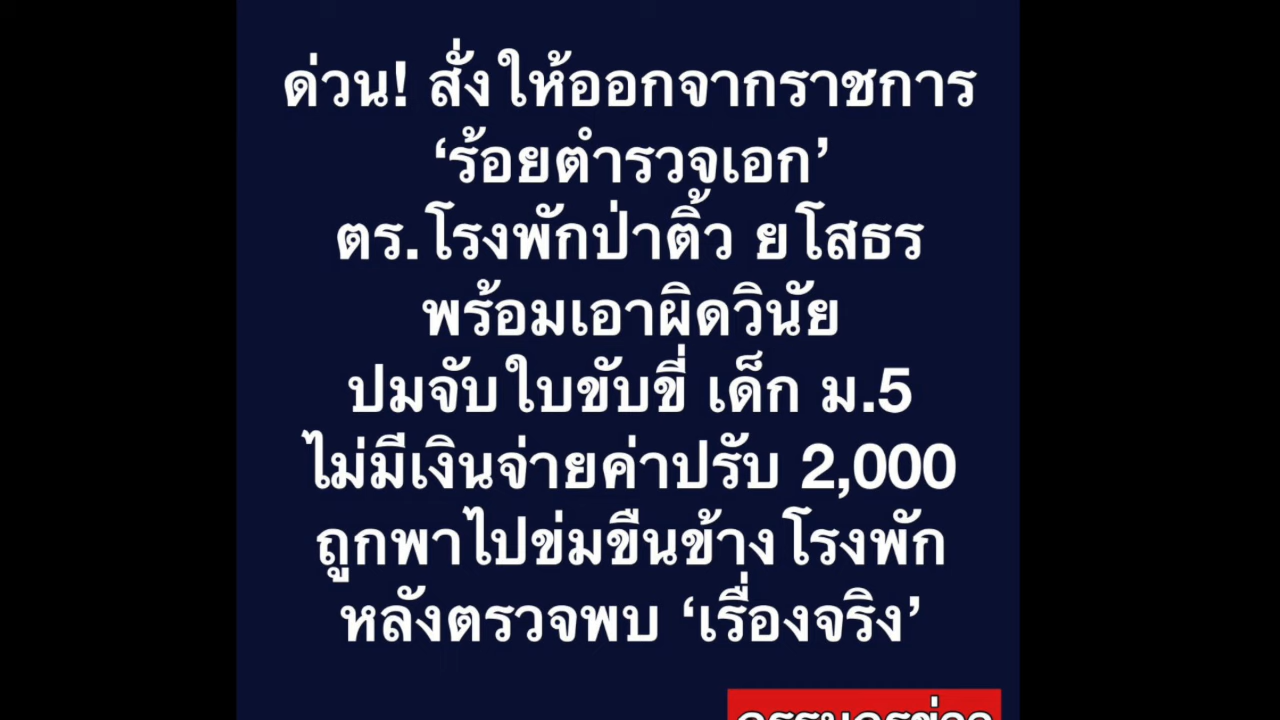 ด่วน! สั่งให้ออกจากราชการ
‘ร้อยตำรวจเอก’
ตร.โรงพักป่าติ้ว ยโสธร
พร้อมเอาผิดวินัย
ปมจับใบขับขี่ เด็ก ม.5
ไม่มีเงินจ่ายค่าปรับ 2,000
ถูกพาไปข่มขืนข้างโรงพัก
หลังตรวจพบ ‘เรื่องจริง’